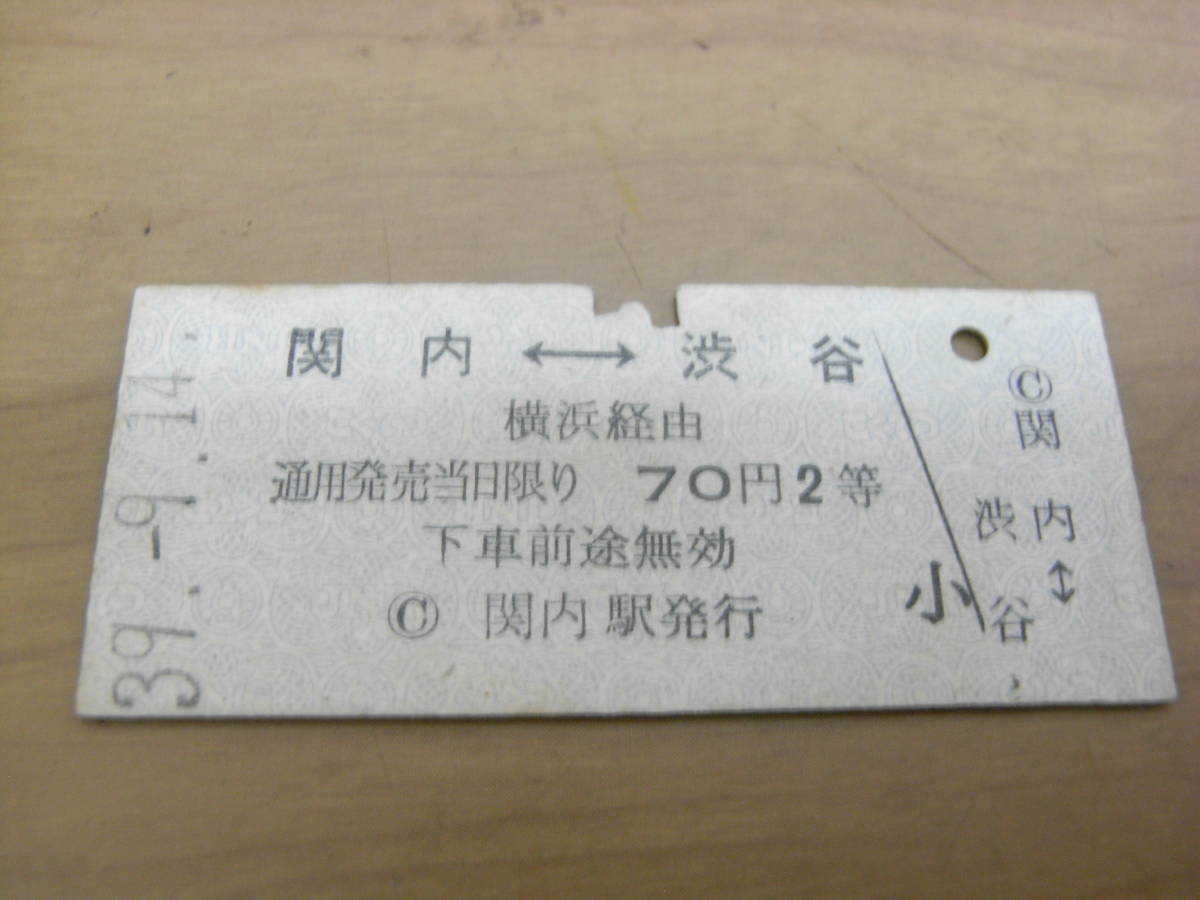 関内 ⟷ 渋谷
横浜経由
通用発売当日限り 70円2等
下車前途無効
Ⓒ 関内駅発行
小
Ⓒ関内↕渋谷
39.-9.14